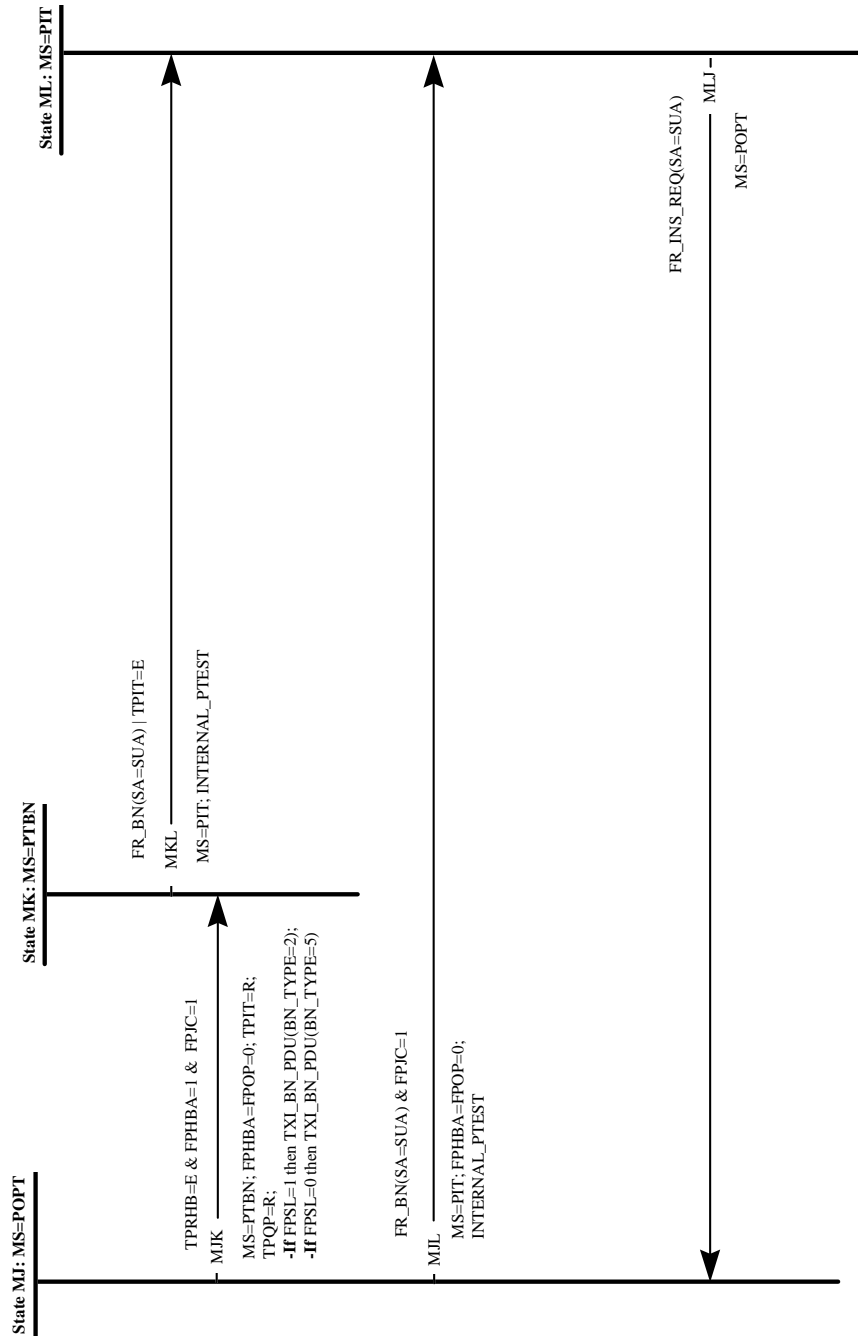 State MJ: MS=POPT
State MK: MS=PTBN
State ML: MS=PIT
TPRHB=E & FPHBA=1 & FPJC=1
MJK
MS=PTBN; FPHBA=FPOP=0; TPIT=R;
TPQP=R;
-If FPSL=1 then TXI_BN_PDU(BN_TYPE=2);
-If FPSL=0 then TXI_BN_PDU(BN_TYPE=5)
FR_BN(SA=SUA) | TPIT=E
MKL
MS=PIT; INTERNAL_PTEST
FR_BN(SA=SUA) & FPJC=1
MJL
MS=PIT; FPHBA=FPOP=0;
INTERNAL_PTEST
FR_INS_REQ(SA=SUA)
MLJ
MS=POPT